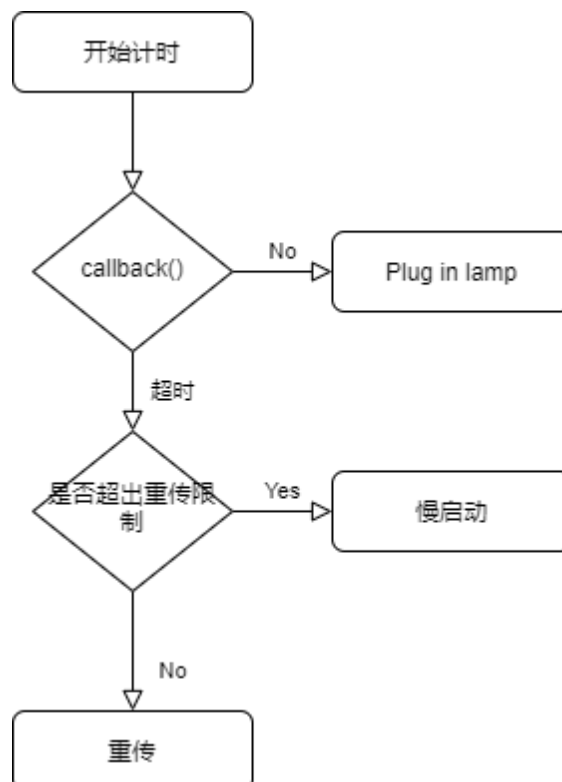 开始计时
callback()
No
Plug in lamp
超时
是否超出重传限
制
Yes
慢启动
No
重传